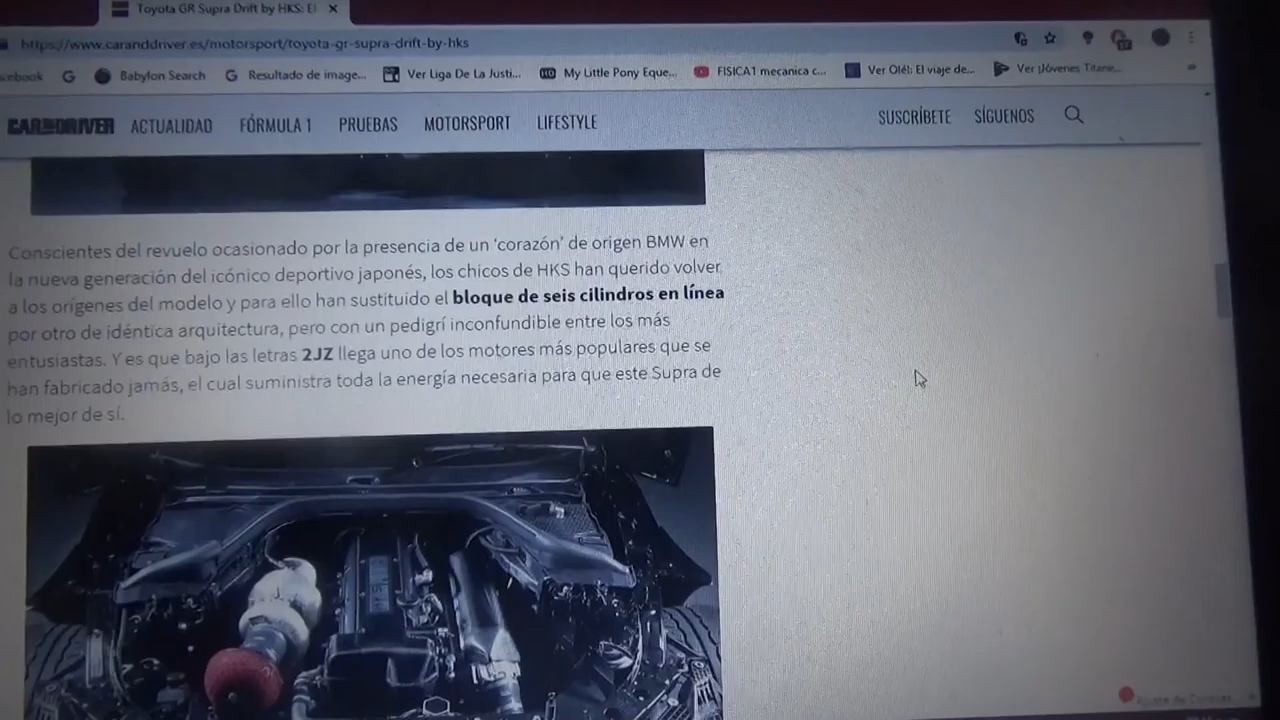 Toyota GR Supra Drift by HKS: El
https://www.caranddriver.es/motorsport/toyota-gr-supra-drift-by-hks
Babylon Search Resultado de image... Ver Liga De La Justi... My Little Pony Eque... FISICA1 mecanica c... Ver Olé!: El viaje de... Ver ¡Jóvenes Titane...
CAR AND DRIVER ACTUALIDAD FÓRMULA 1 PRUEBAS MOTORSPORT LIFESTYLE SUSCRÍBETE SÍGUENOS
Conscientes del revuelo ocasionado por la presencia de un ‘corazón’ de origen BMW en
la nueva generación del icónico deportivo japonés, los chicos de HKS han querido volver
a los orígenes del modelo y para ello han sustituido el bloque de seis cilindros en línea
por otro de idéntica arquitectura, pero con un pedigrí inconfundible entre los más
entusiastas. Y es que bajo las letras 2JZ llega uno de los motores más populares que se
han fabricado jamás, el cual suministra toda la energía necesaria para que este Supra de
lo mejor de sí.